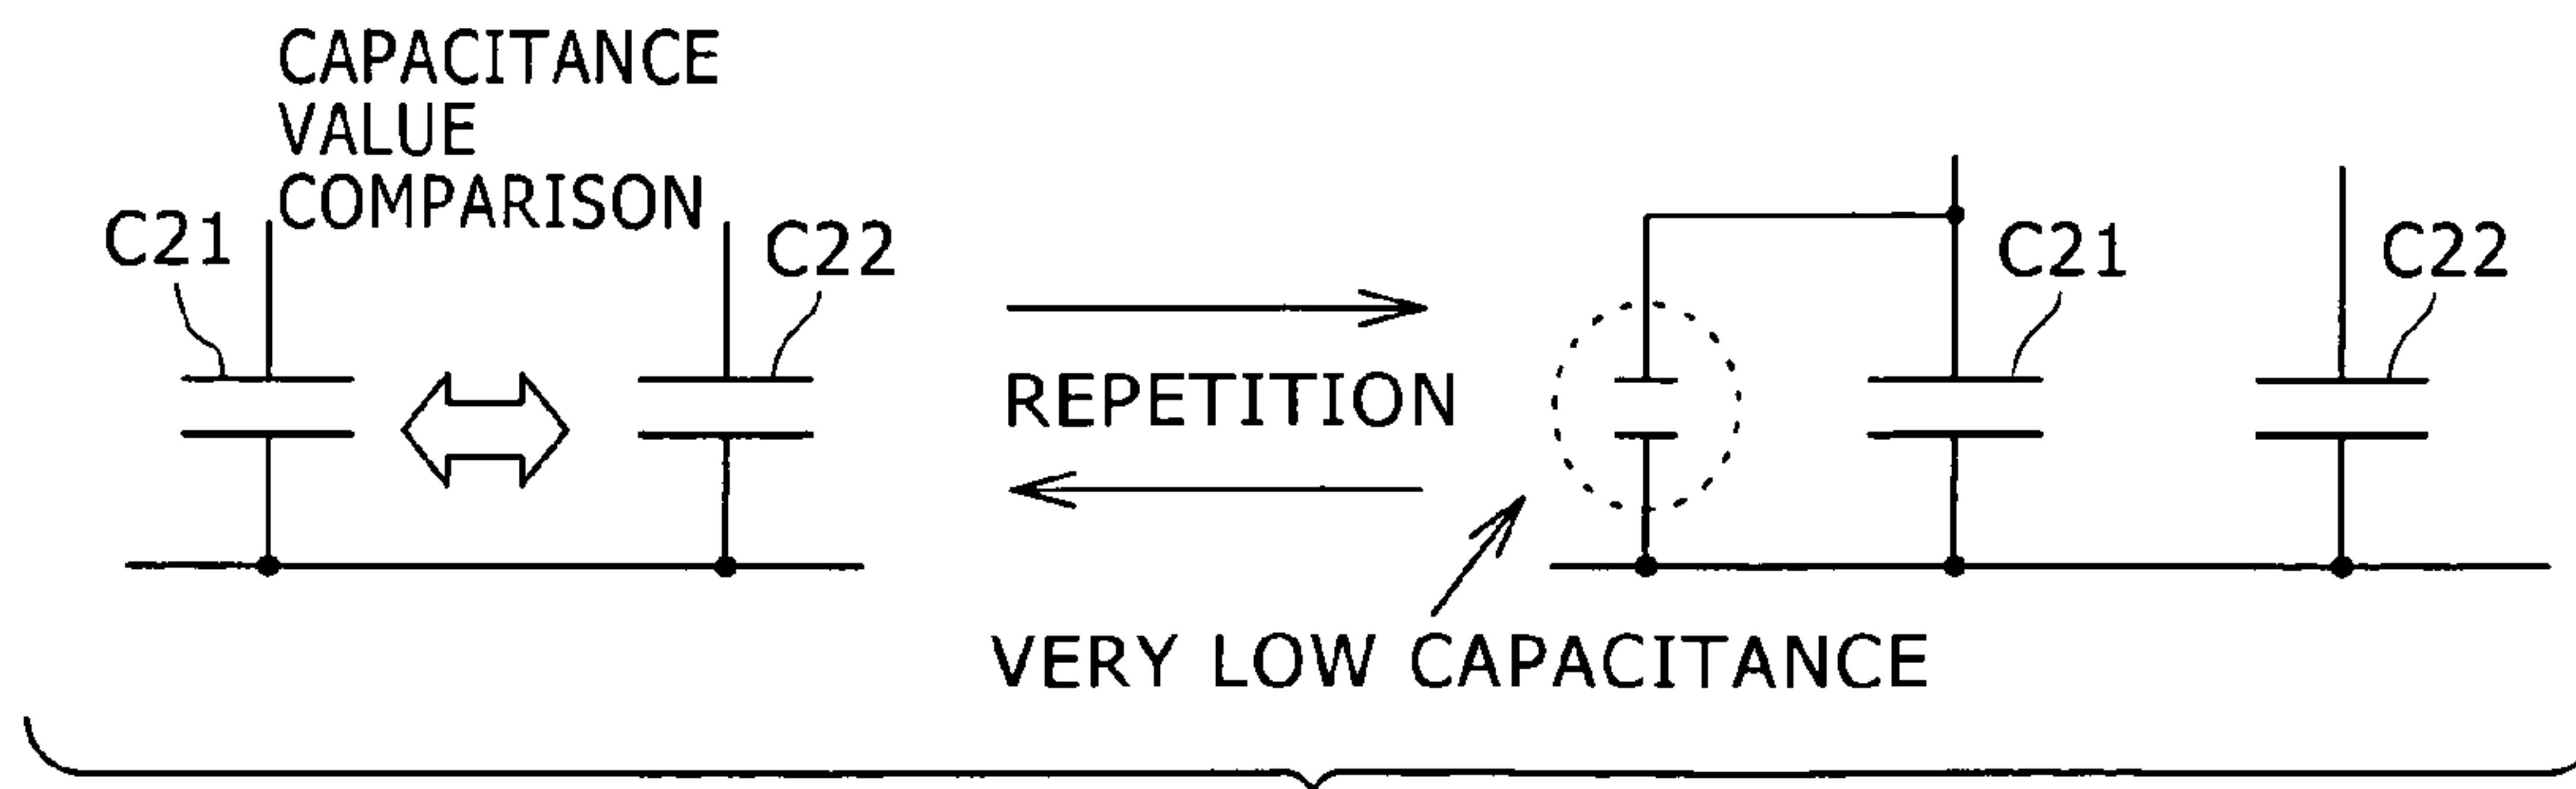 CAPACITANCE
VALUE
COMPARISON
C21
C22
REPETITION
C21
C22
VERY LOW CAPACITANCE